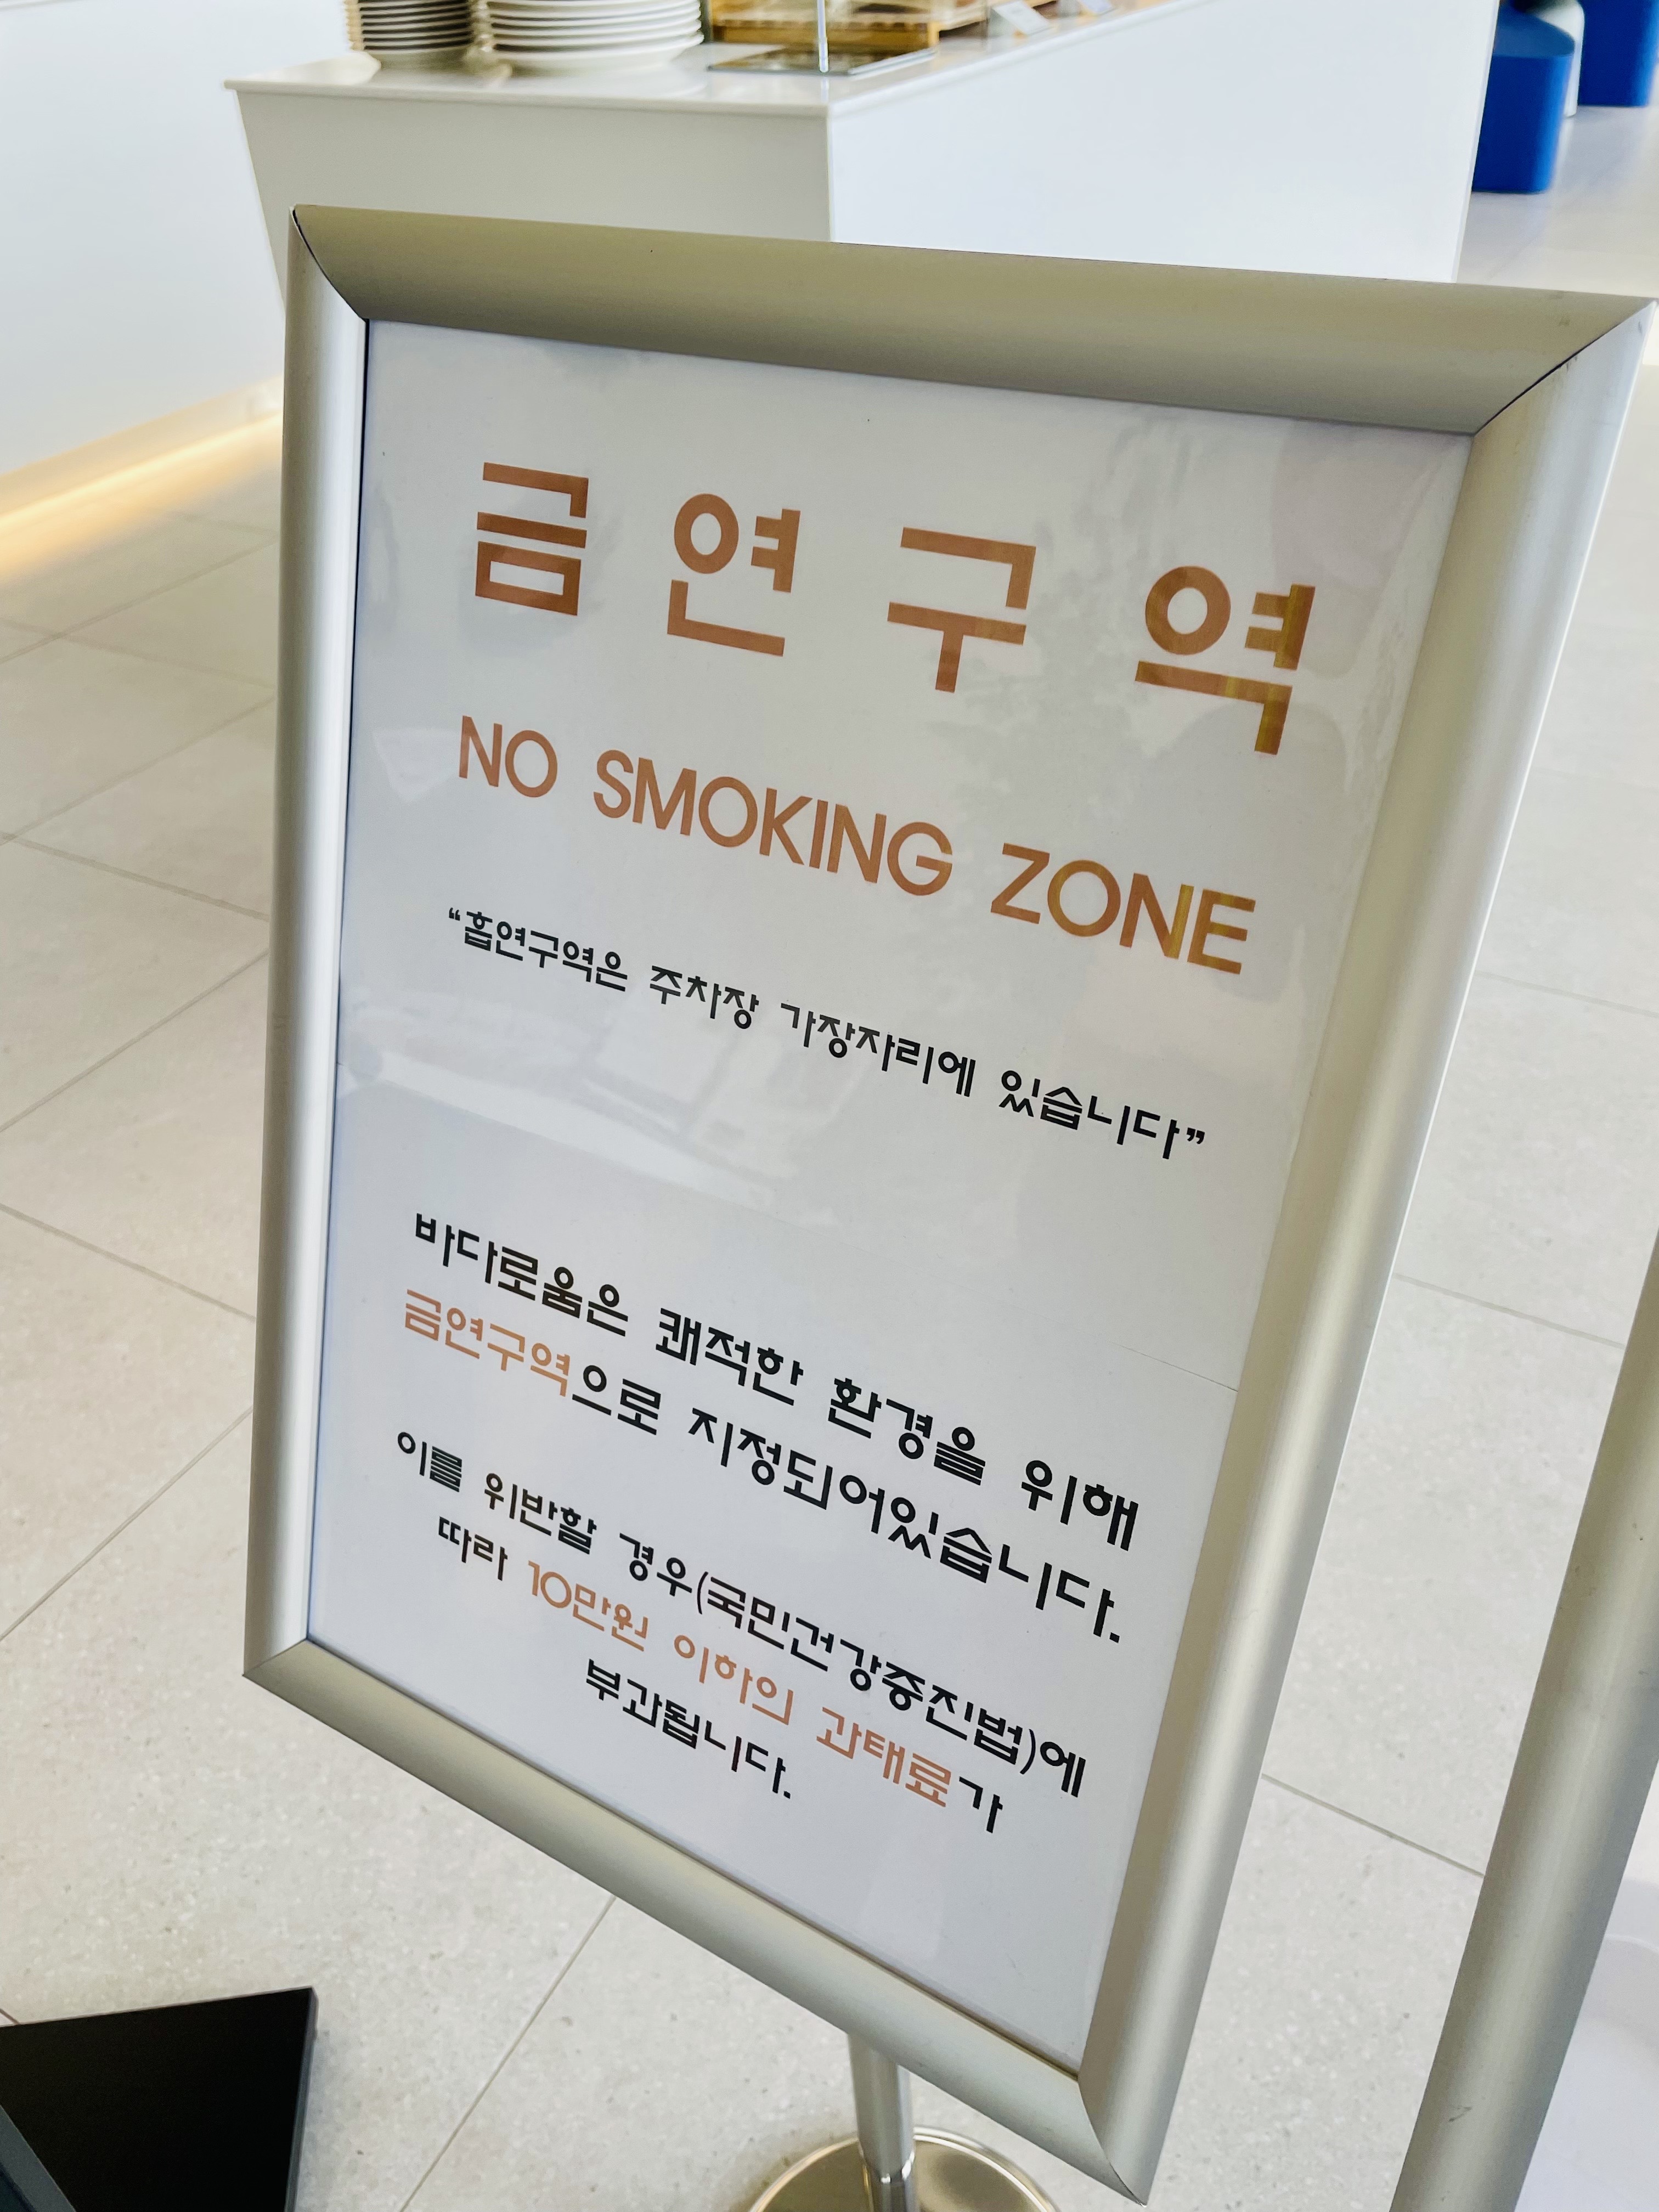 금연구역
NO SMOKING ZONE
“흡연구역은 주차장 가장자리에 있습니다”
바다로움은 쾌적한 환경을 위해
금연구역으로 지정되어있습니다.
이를 위반할 경우(국민건강증진법)에
따라 10만원 이하의 과태료가
부과됩니다.